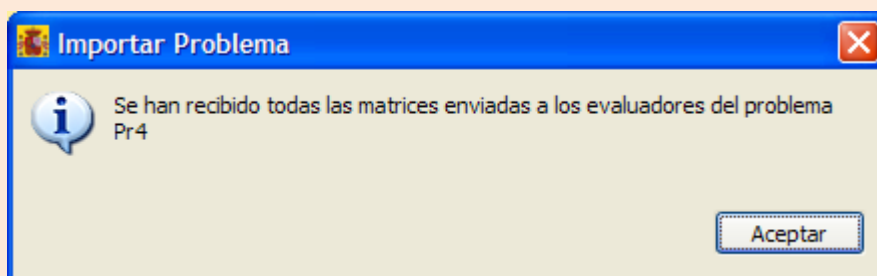 Importar Problema
Se han recibido todas las matrices enviadas a los evaluadores del problema
Pr4
Aceptar